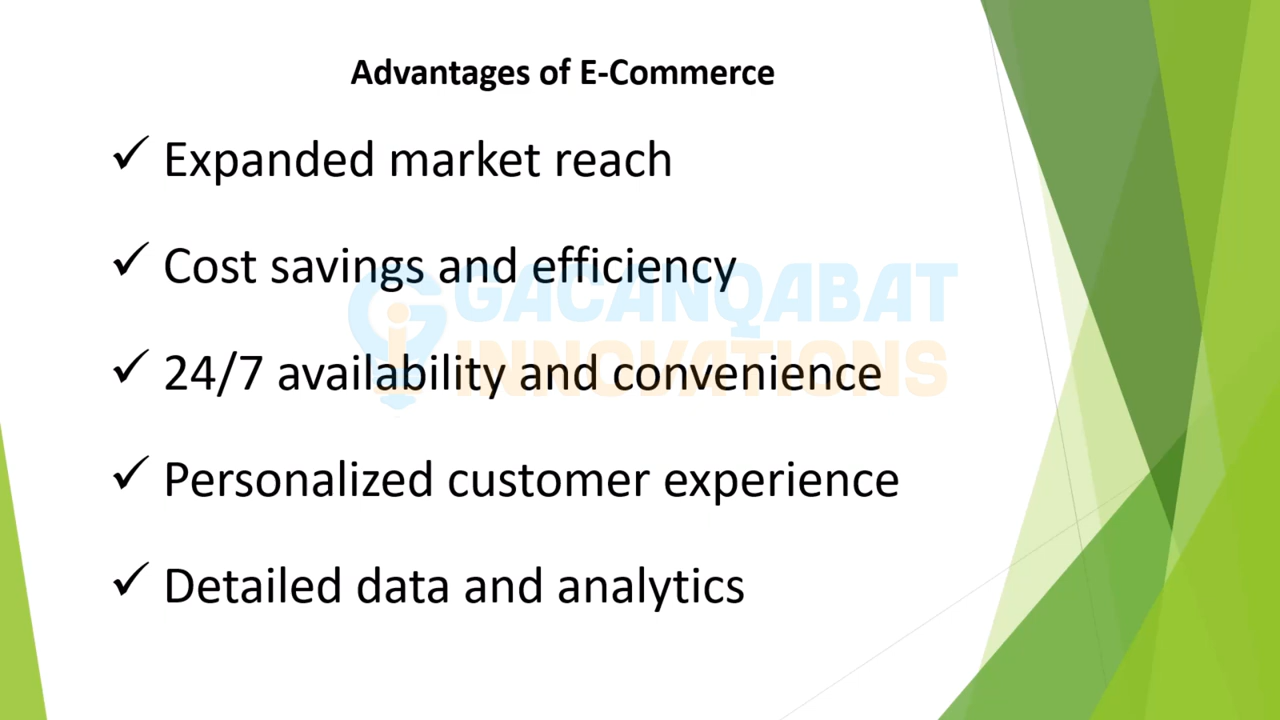 Advantages of E-Commerce
✓ Expanded market reach
✓ Cost savings and efficiency
GACANQABAT
INNOVATIONS
✓ 24/7 availability and convenience
✓ Personalized customer experience
✓ Detailed data and analytics